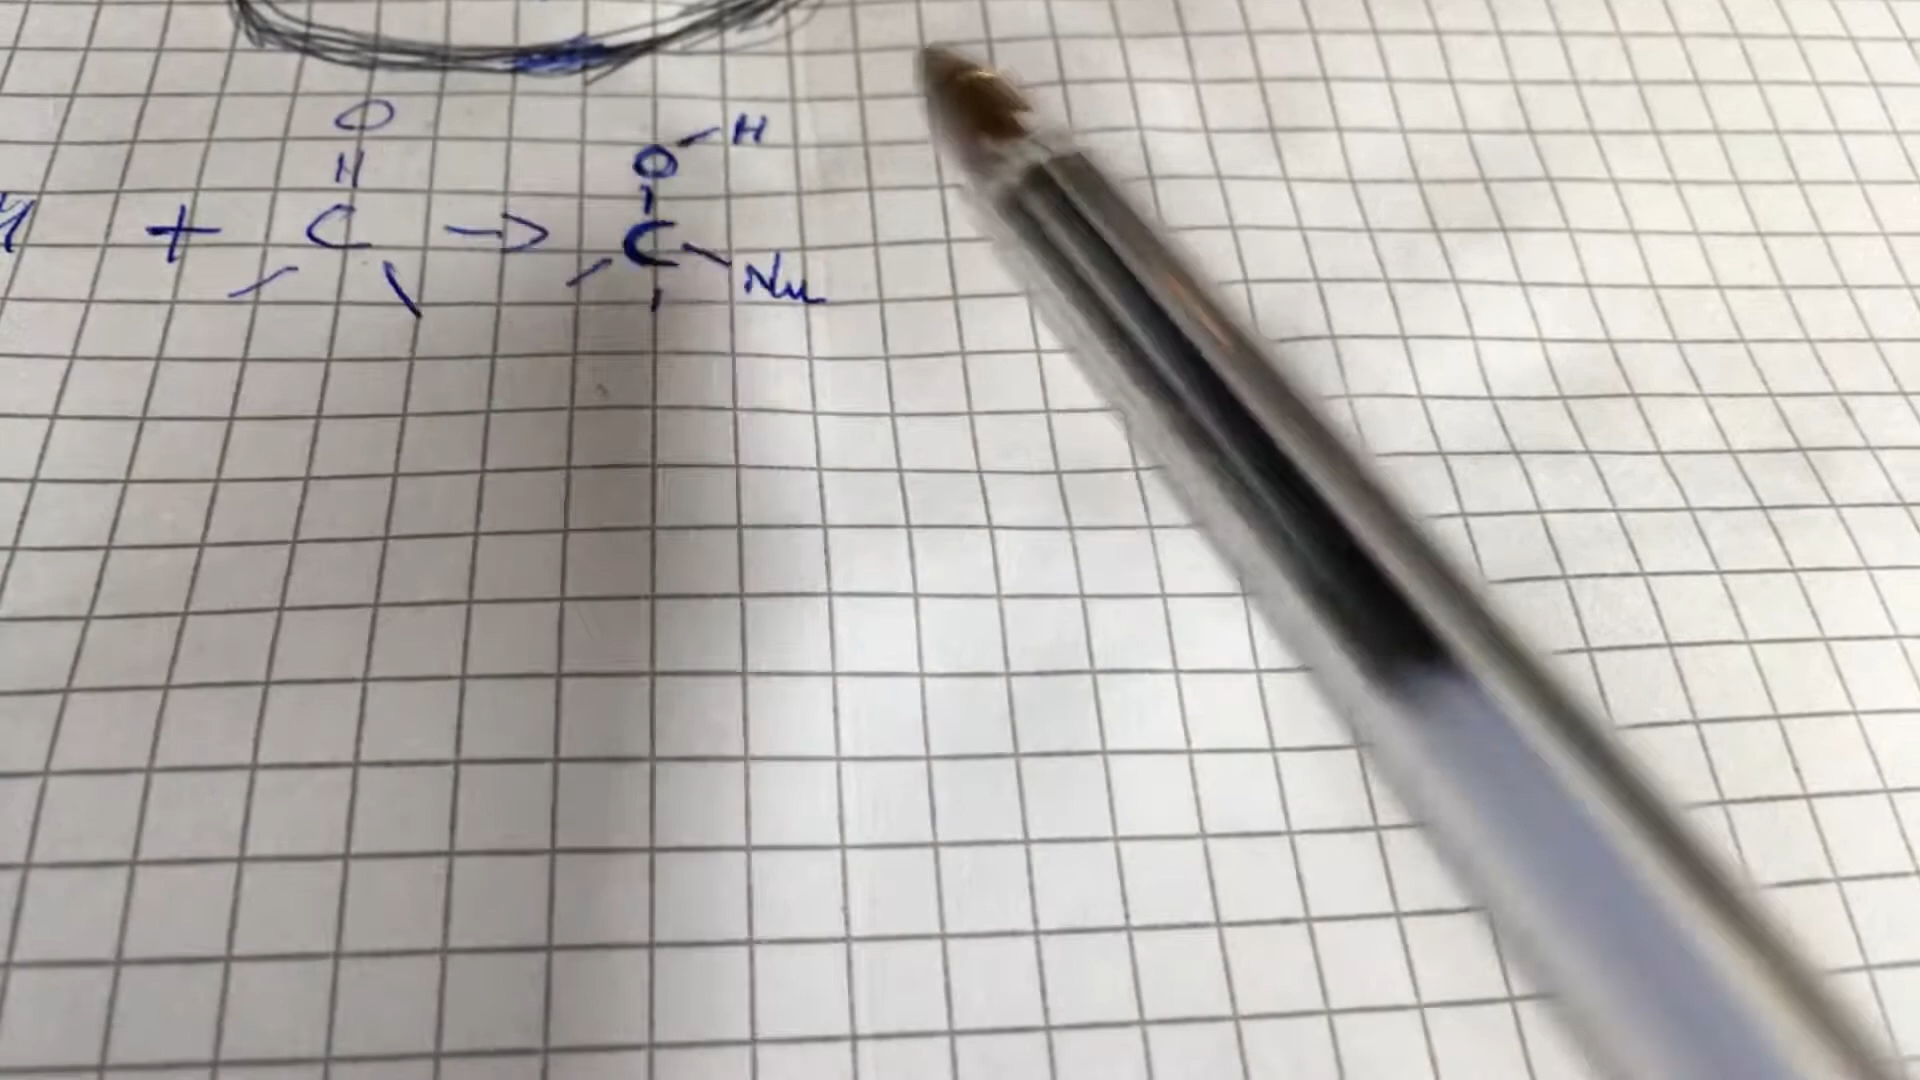 O
H
+ C → C
O - H
Nu